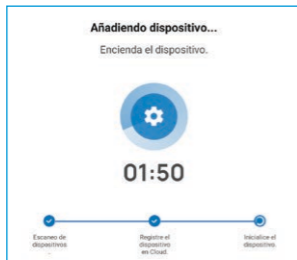 Añadiendo dispositivo...
Encienda el dispositivo.
01:50
Escaneo de
dispositivos
..
Registre el
dispositivo
en Cloud.
Inicialice el
dispositivo.